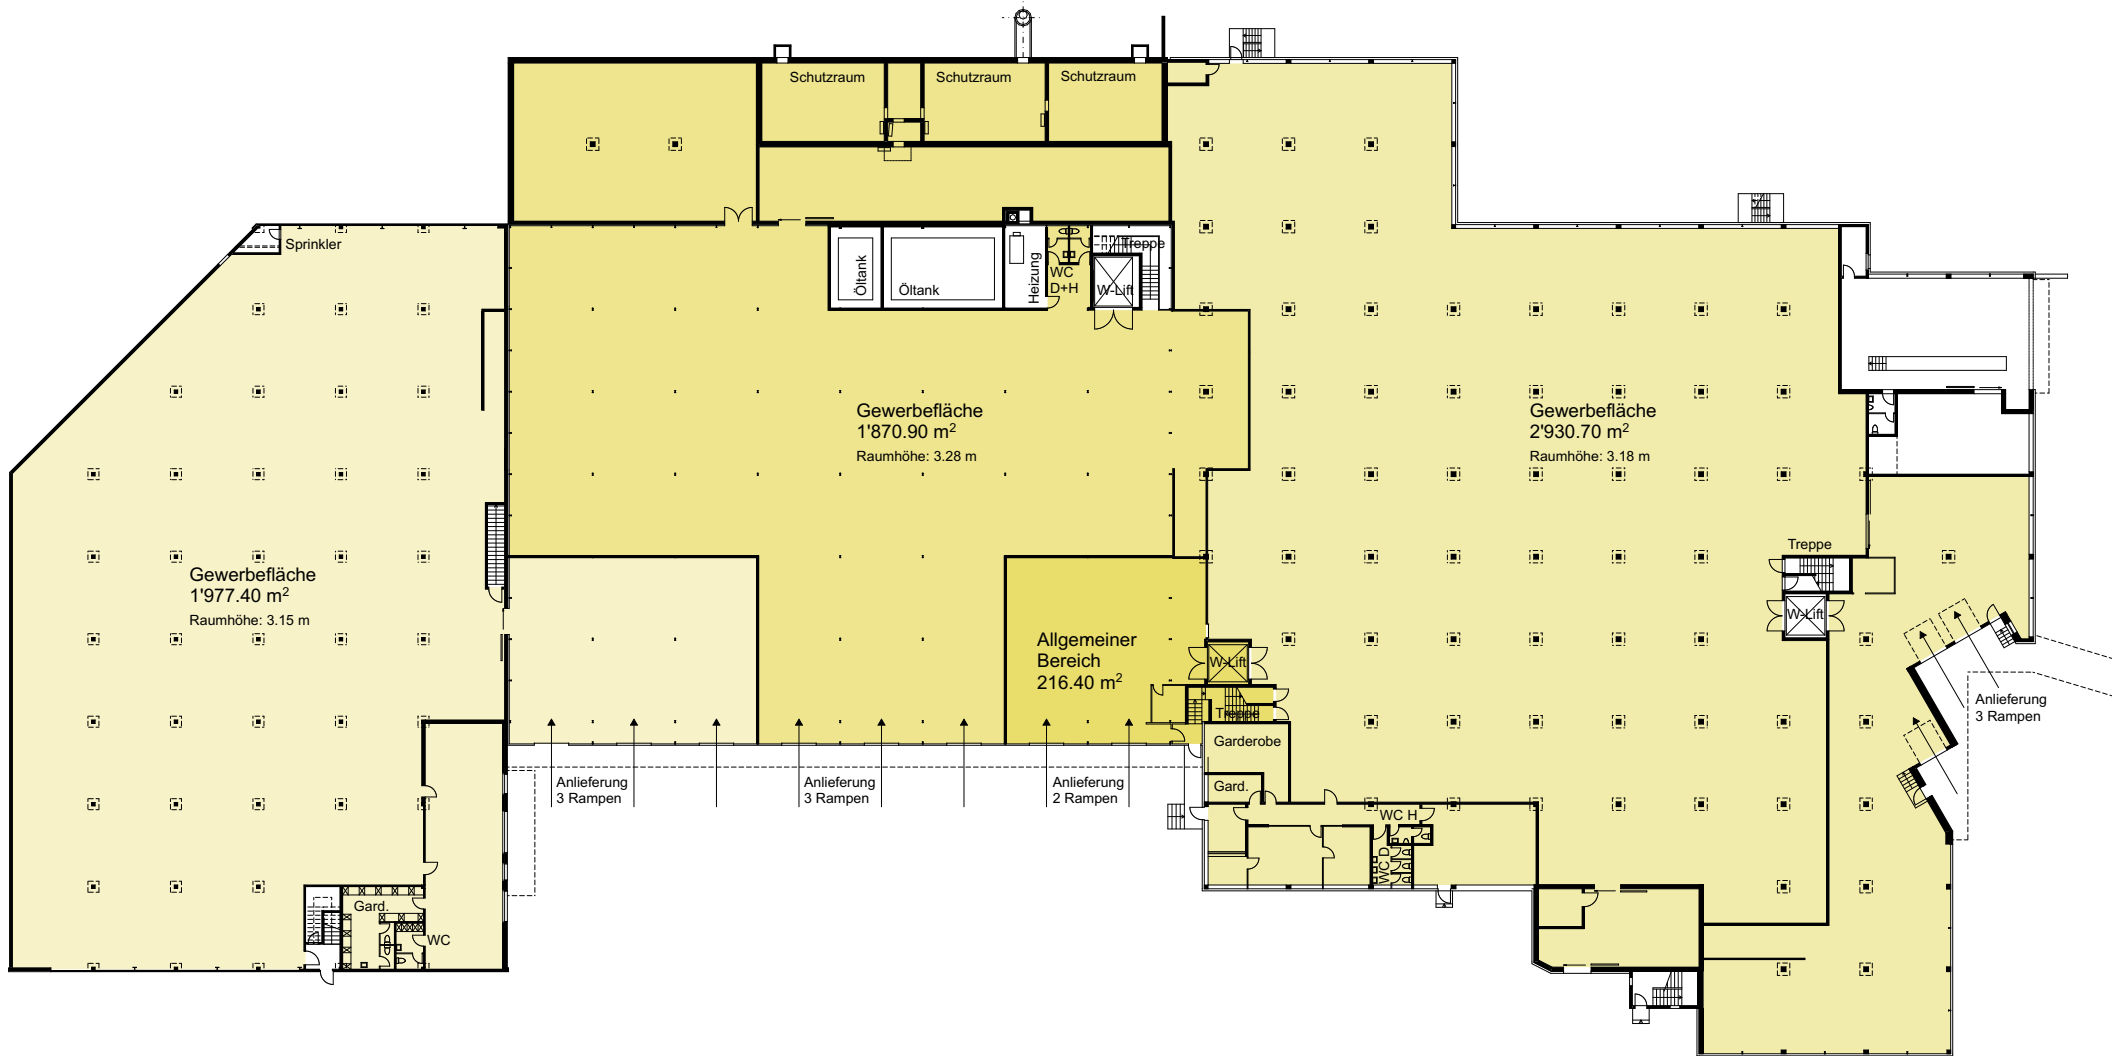 Schutzraum
Schutzraum
Schutzraum
Sprinkler
Öltank
Öltank
Heizung
WC
D+H
Treppe
W-Lift
Gewerbefläche
1'870.90 m²
Raumhöhe: 3.28 m
Gewerbefläche
2'930.70 m²
Raumhöhe: 3.18 m
Gewerbefläche
1'977.40 m²
Raumhöhe: 3.15 m
Treppe
W-Lift
Allgemeiner
Bereich
216.40 m²
W-Lift
Treppe
Garderobe
Gard.
Anlieferung
3 Rampen
Anlieferung
3 Rampen
Anlieferung
2 Rampen
Anlieferung
3 Rampen
WC H
WC D
Gard.
WC